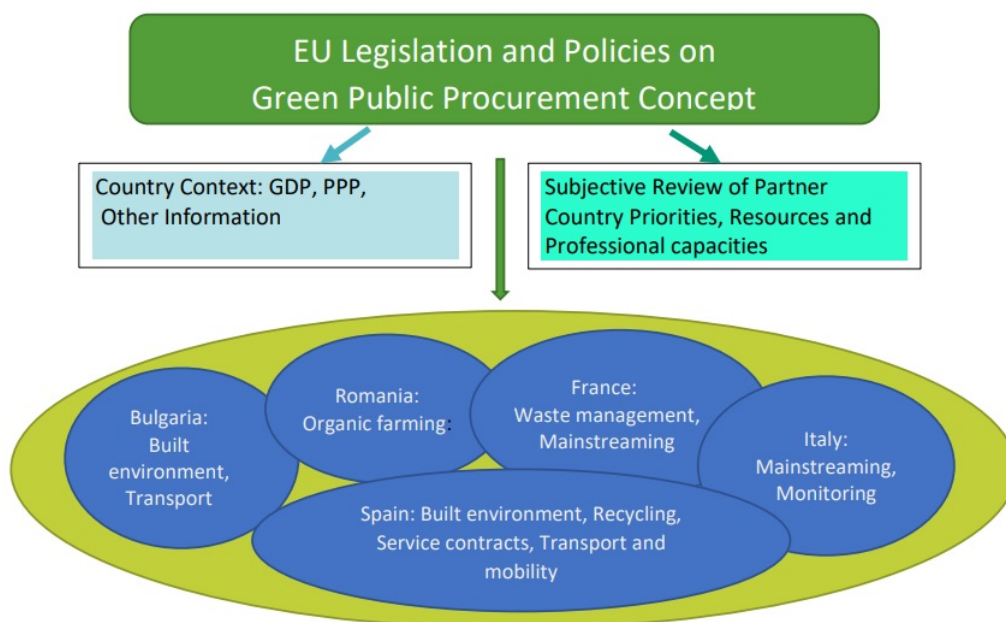 EU Legislation and Policies on
Green Public Procurement Concept
Country Context: GDP, PPP,
Other Information
Subjective Review of Partner
Country Priorities, Resources and
Professional capacities
Bulgaria:
Built
environment,
Transport
Romania:
Organic farming:
France:
Waste management,
Mainstreaming
Italy:
Mainstreaming,
Monitoring
Spain: Built environment, Recycling,
Service contracts, Transport and
mobility